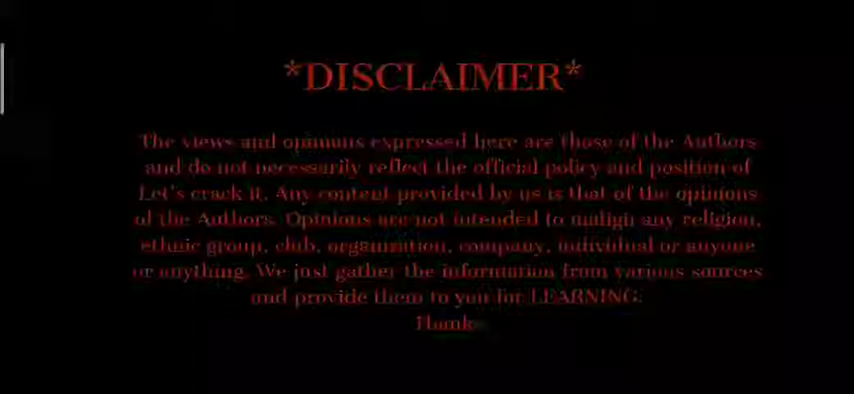 *DISCLAIMER*
The views and opinions expressed here are those of the Authors
and do not necessarily reflect the official policy and position of
Let's crack it. Any content provided by us is that of the opinions
of the Authors. Opinions are not intended to malign any religion,
ethnic group, club, organization, company, individual or anyone
or anything. We just gather the information from various sources
and provide them to you for LEARNING.